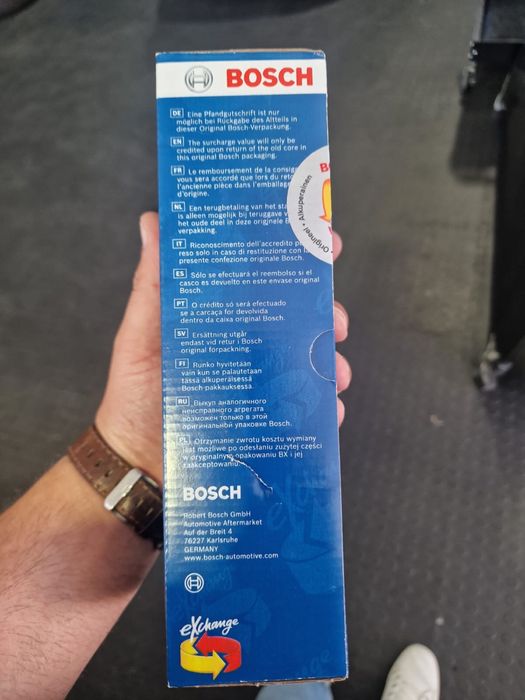 BOSCH
DE Eine Pfandgutschrift ist nur
möglich bei Rückgabe des Altteils in
dieser Original Bosch-Verpackung.
EN The surcharge value will only be
credited upon return of the old core in
this original Bosch packaging.
FR Le remboursement de la consig
vous sera accordé que lors du reto
l'ancienne pièce dans l'emballag
d'origine.
NL Een terugbetaling van het sta
is alleen mogelijk bij teruggave v
het oude deel in deze originele B
verpakking.
IT Riconoscimento dell'accredito p
reso solo in caso di restituzione con la
presente confezione originale Bosch.
ES Sólo se efectuará el reembolso si el
casco es devuelto en este envase original
Bosch.
PT O crédito só será efectuado
se a carcaça for devolvida
dentro da caixa original Bosch.
SV Ersättning utgår
endast vid retur i Bosch
original förpackning.
FI Runko hyvitetään
vain kun se palautetaan
tässä alkuperäisessä
Bosch-pakkauksessa.
RU Выкуп аналогичного
неисправного агрегата
возможен только в этой
оригинальной упаковке Bosch.
PL Otrzymanie zwrotu kosztu wymiany
jest możliwe po odesłaniu zużytej części
w oryginalnym opakowaniu BX i jej
zaakceptowaniu.
Origineel • Alkuperäinen
BOSCH
Robert Bosch GmbH
Automotive Aftermarket
Auf der Breit 4
76227 Karlsruhe
GERMANY
www.bosch-automotive.com
eXchange